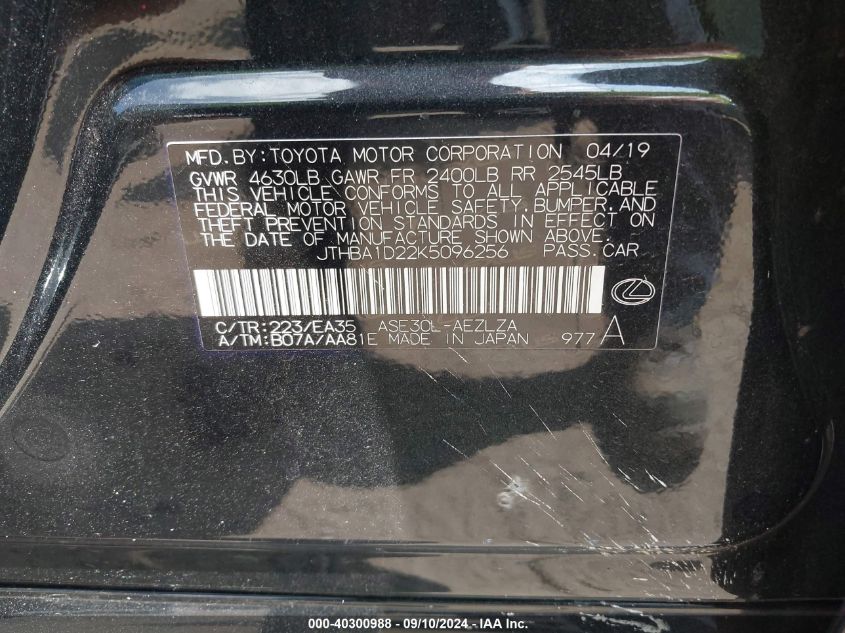 MFD. BY: TOYOTA MOTOR CORPORATION 04/19
GVWR 4630LB GAWR FR 2400LB RR 2545LB
THIS VEHICLE CONFORMS TO ALL APPLICABLE
FEDERAL MOTOR VEHICLE SAFETY, BUMPER, AND
THEFT PREVENTION STANDARDS IN EFFECT ON
THE DATE OF MANUFACTURE SHOWN ABOVE.
JTHBA1D22K5096256 PASS. CAR
C/TR: 223/EA35 ASE30L-AEZLZA
A/TM: B07A/AA81E MADE IN JAPAN 977 A
000-40300988 - 09/10/2024 - IAA Inc.